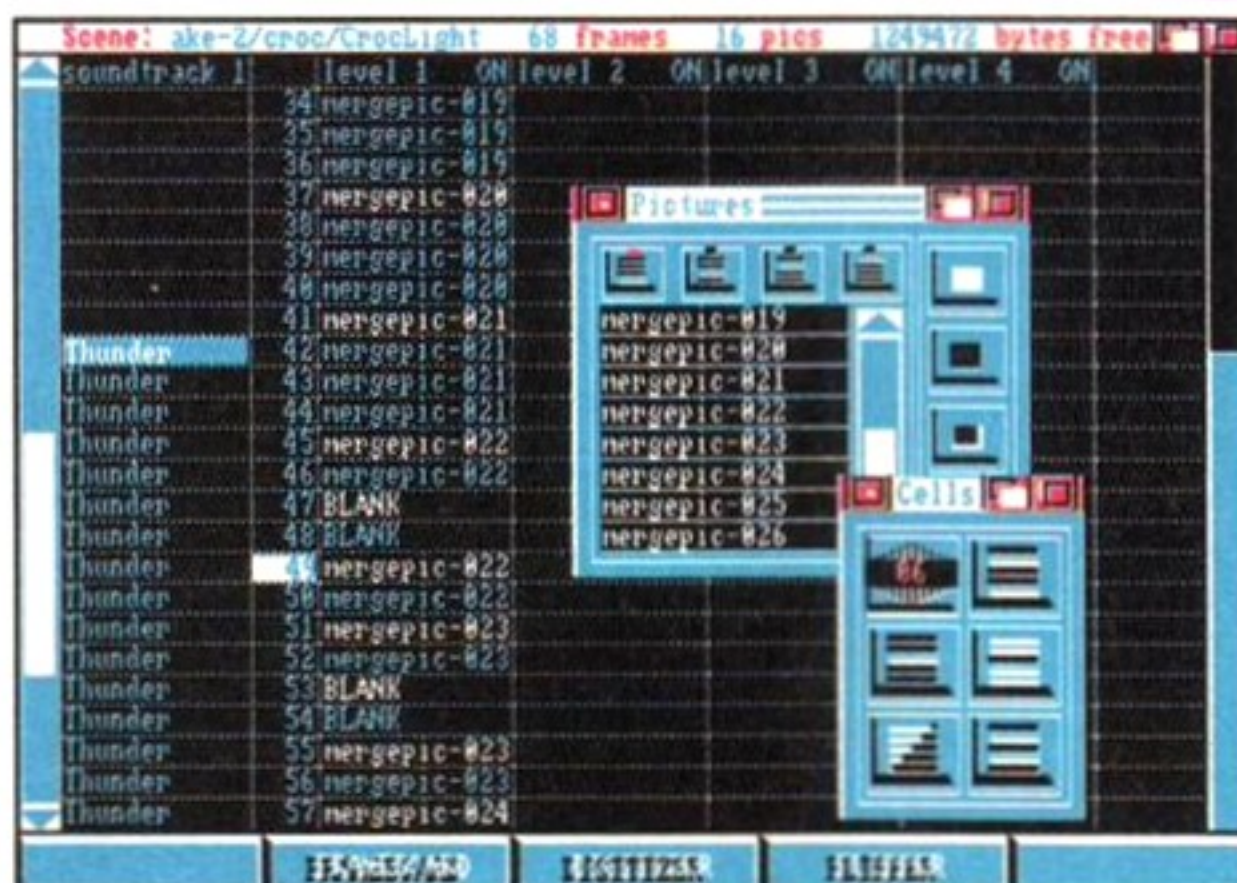 Scene: ake-2/croc/CrocLight 68 frames 16 pics 1249472 bytes free
soundtrack 1 level 1 ON level 2 ON level 3 ON level 4 ON
34 mergepic-019
35 mergepic-019
36 mergepic-019
37 mergepic-020
38 mergepic-020
39 mergepic-020
40 mergepic-020
41 mergepic-021
Thunder 42 mergepic-021
Thunder 43 mergepic-021
Thunder 44 mergepic-021
Thunder 45 mergepic-022
Thunder 46 mergepic-022
Thunder 47 BLANK
Thunder 48 BLANK
Thunder 49 mergepic-022
Thunder 50 mergepic-022
Thunder 51 mergepic-023
Thunder 52 mergepic-023
Thunder 53 BLANK
Thunder 54 BLANK
Thunder 55 mergepic-023
Thunder 56 mergepic-023
Thunder 57 mergepic-024
Pictures
mergepic-019
mergepic-020
mergepic-021
mergepic-022
mergepic-023
mergepic-024
mergepic-025
mergepic-026
Cells
DIGITIZER
FLIPPER